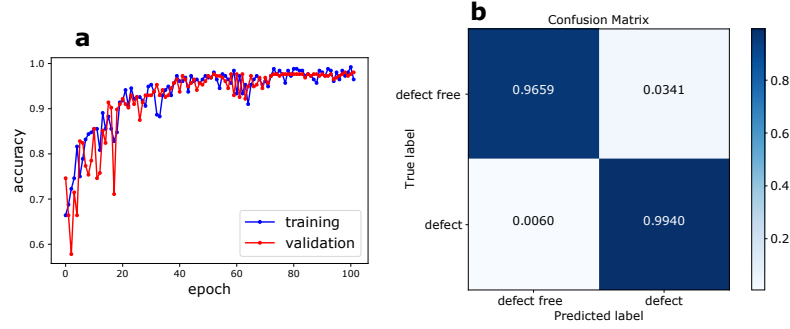 a
1.0
0.9
0.8
0.7
0.6
accuracy
0
20
40
60
80
100
epoch
training
validation
b
Confusion Matrix
True label
defect free
defect
0.9659
0.0341
0.0060
0.9940
defect free
defect
Predicted label
0.8
0.6
0.4
0.2